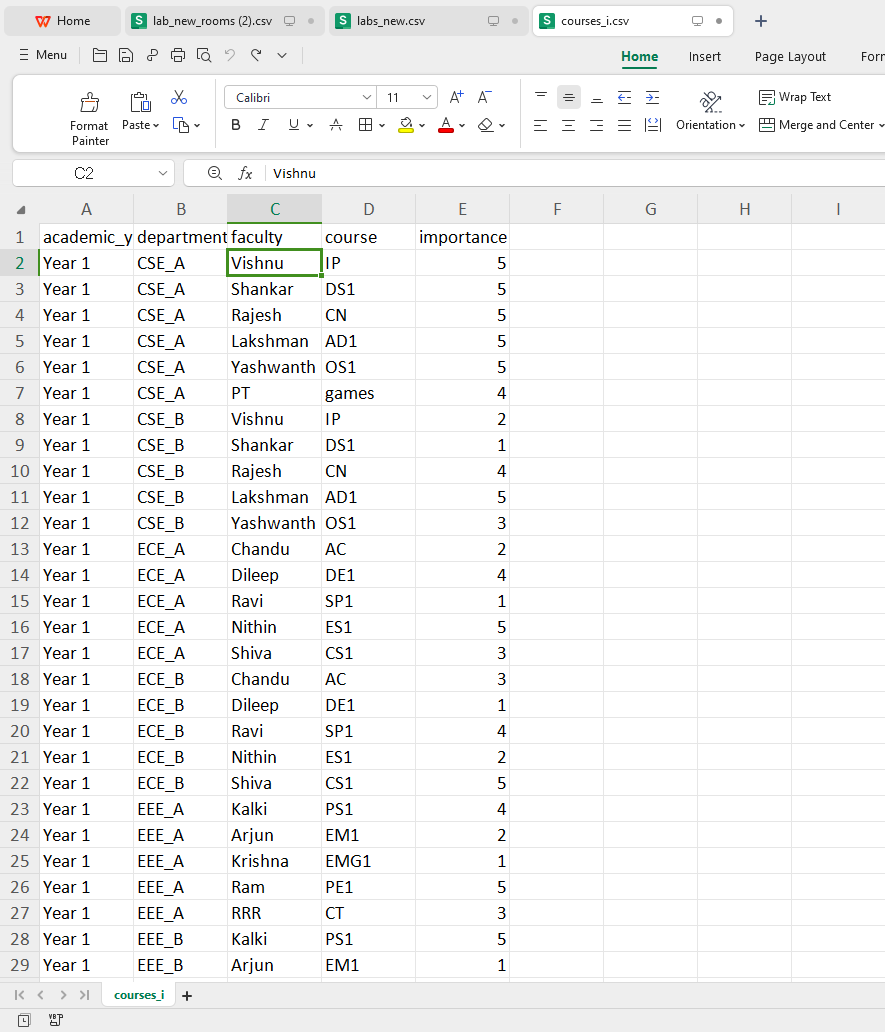 Home lab_new_rooms (2).csv labs_new.csv courses_i.csv
Menu Home Insert Page Layout Forr
Calibri 11 Wrap Text
Format Painter Paste B I U A A Orientation Merge and Center
C2 fx Vishnu
A B C D E F G H I
1 academic_y department faculty course importance
2 Year 1 CSE_A Vishnu IP 5
3 Year 1 CSE_A Shankar DS1 5
4 Year 1 CSE_A Rajesh CN 5
5 Year 1 CSE_A Lakshman AD1 5
6 Year 1 CSE_A Yashwanth OS1 5
7 Year 1 CSE_A PT games 4
8 Year 1 CSE_B Vishnu IP 2
9 Year 1 CSE_B Shankar DS1 1
10 Year 1 CSE_B Rajesh CN 4
11 Year 1 CSE_B Lakshman AD1 5
12 Year 1 CSE_B Yashwanth OS1 3
13 Year 1 ECE_A Chandu AC 2
14 Year 1 ECE_A Dileep DE1 4
15 Year 1 ECE_A Ravi SP1 1
16 Year 1 ECE_A Nithin ES1 5
17 Year 1 ECE_A Shiva CS1 3
18 Year 1 ECE_B Chandu AC 3
19 Year 1 ECE_B Dileep DE1 1
20 Year 1 ECE_B Ravi SP1 4
21 Year 1 ECE_B Nithin ES1 2
22 Year 1 ECE_B Shiva CS1 5
23 Year 1 EEE_A Kalki PS1 4
24 Year 1 EEE_A Arjun EM1 2
25 Year 1 EEE_A Krishna EMG1 1
26 Year 1 EEE_A Ram PE1 5
27 Year 1 EEE_A RRR CT 3
28 Year 1 EEE_B Kalki PS1 5
29 Year 1 EEE_B Arjun EM1 1
courses_i